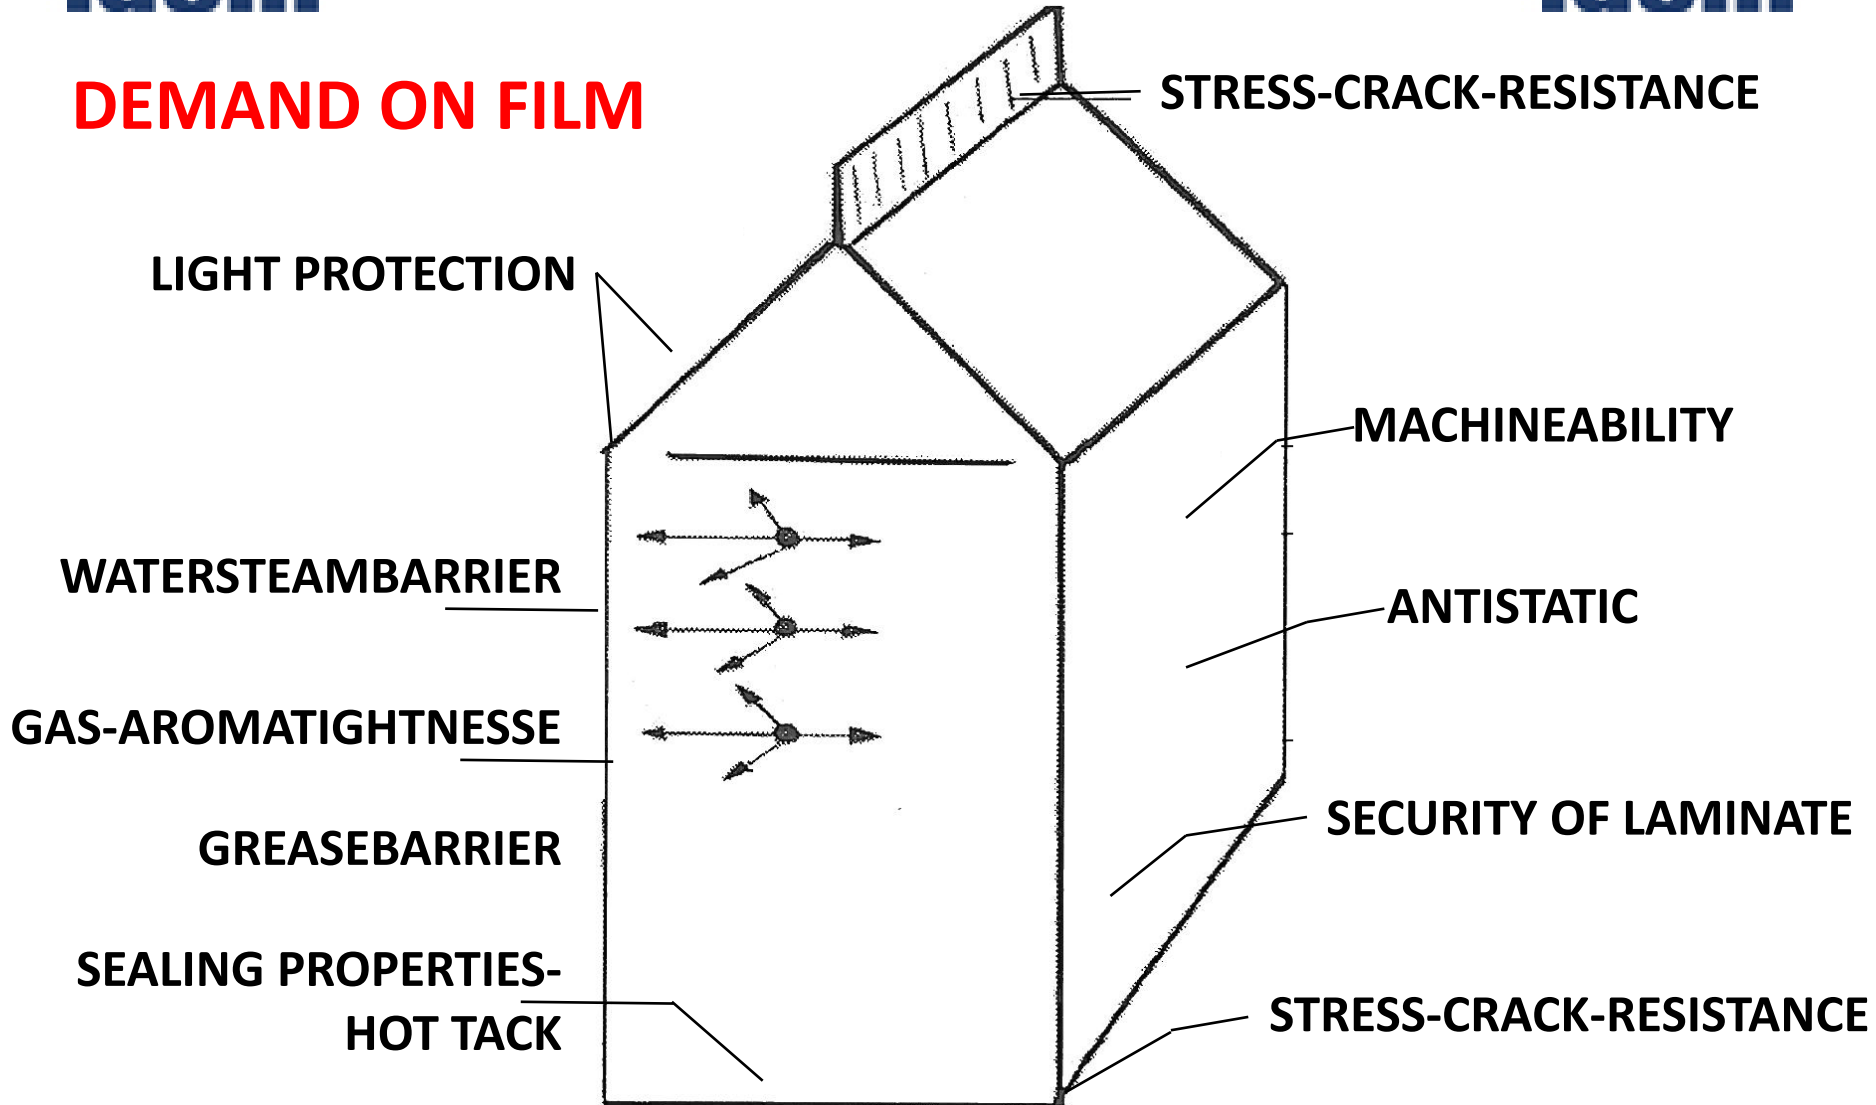 DEMAND ON FILM
STRESS-CRACK-RESISTANCE
LIGHT PROTECTION
MACHINEABILITY
WATERSTEAMBARRIER
ANTISTATIC
GAS-AROMATIGHTNESSE
SECURITY OF LAMINATE
GREASEBARRIER
SEALING PROPERTIES-
HOT TACK
STRESS-CRACK-RESISTANCE